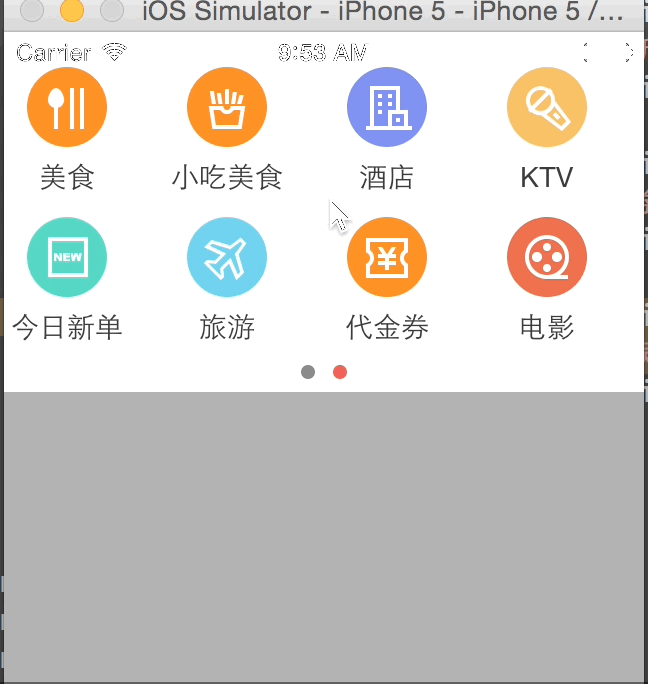 iOS Simulator - iPhone 5 - iPhone 5 /...
Carrier 9:53 AM
美食 小吃美食 酒店 KTV
NEW ¥
今日新单 旅游 代金券 电影